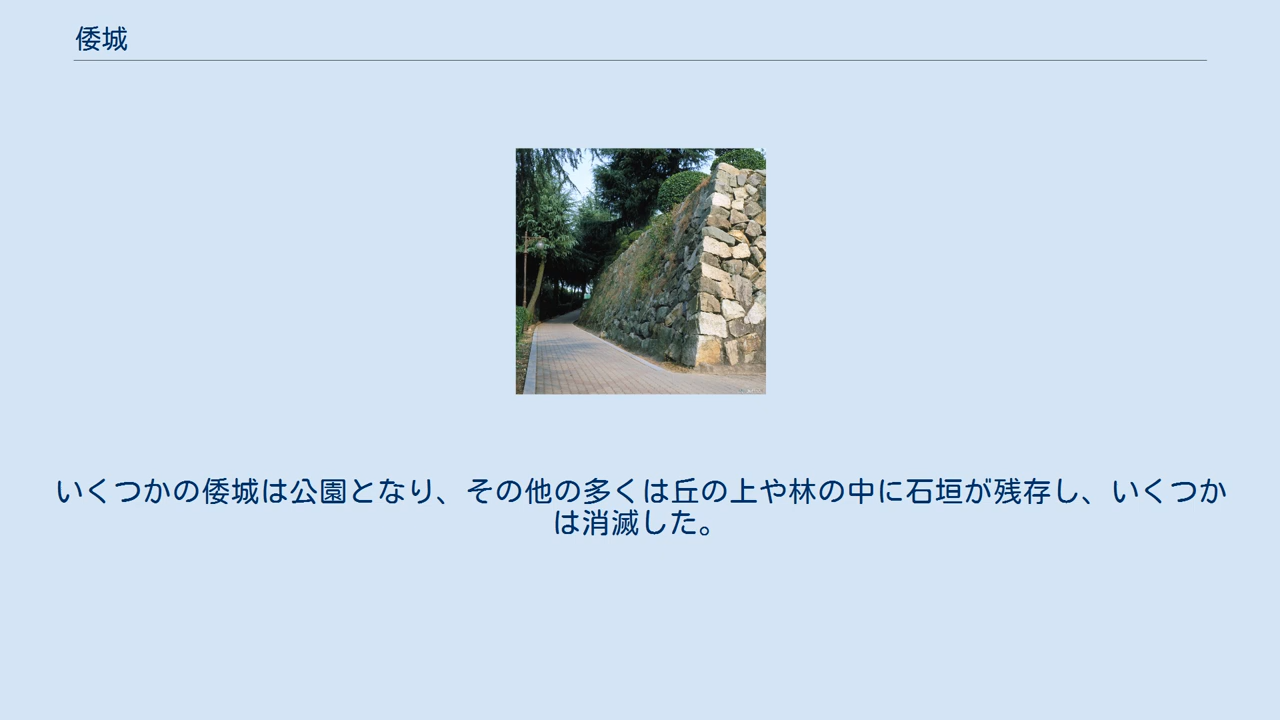 倭城
いくつかの倭城は公園となり、その他の多くは丘の上や林の中に石垣が残存し、いくつか
は消滅した。